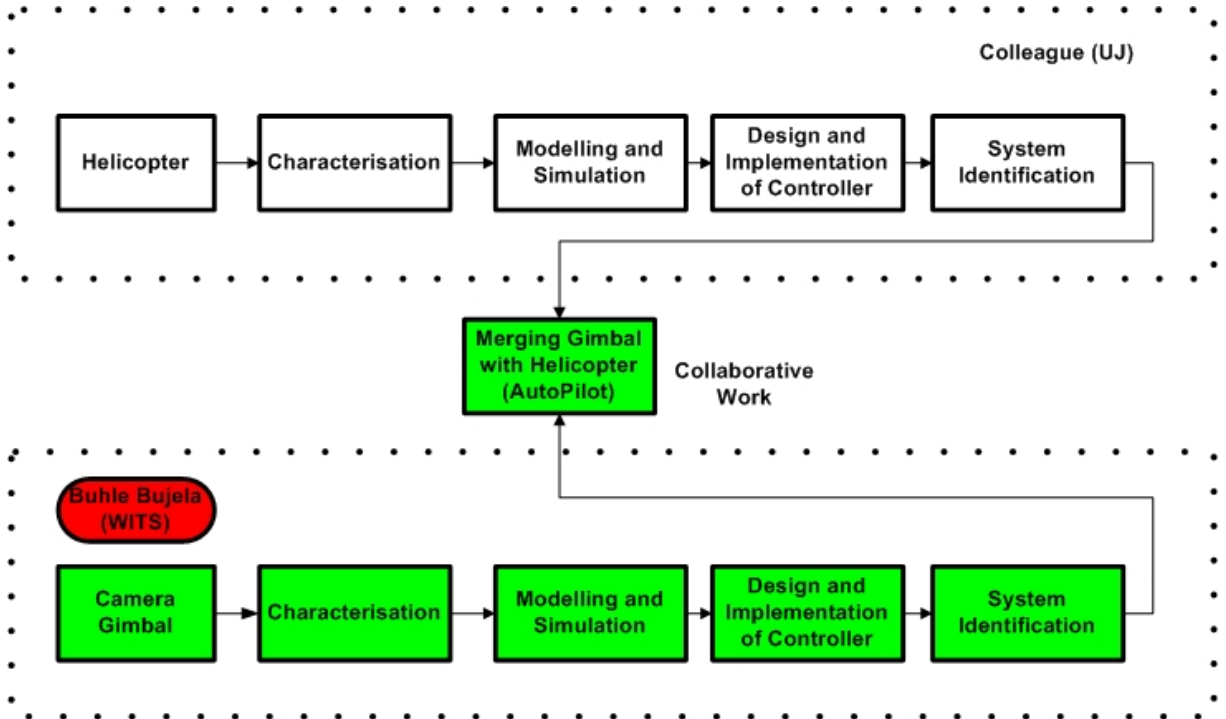 Colleague (UJ)
Helicopter
Characterisation
Modelling and
Simulation
Design and
Implementation
of Controller
System
Identification
Merging Gimbal
with Helicopter
(AutoPilot)
Collaborative
Work
Buhle Bujela
(WITS)
Camera
Gimbal
Characterisation
Modelling and
Simulation
Design and
Implementation
of Controller
System
Identification